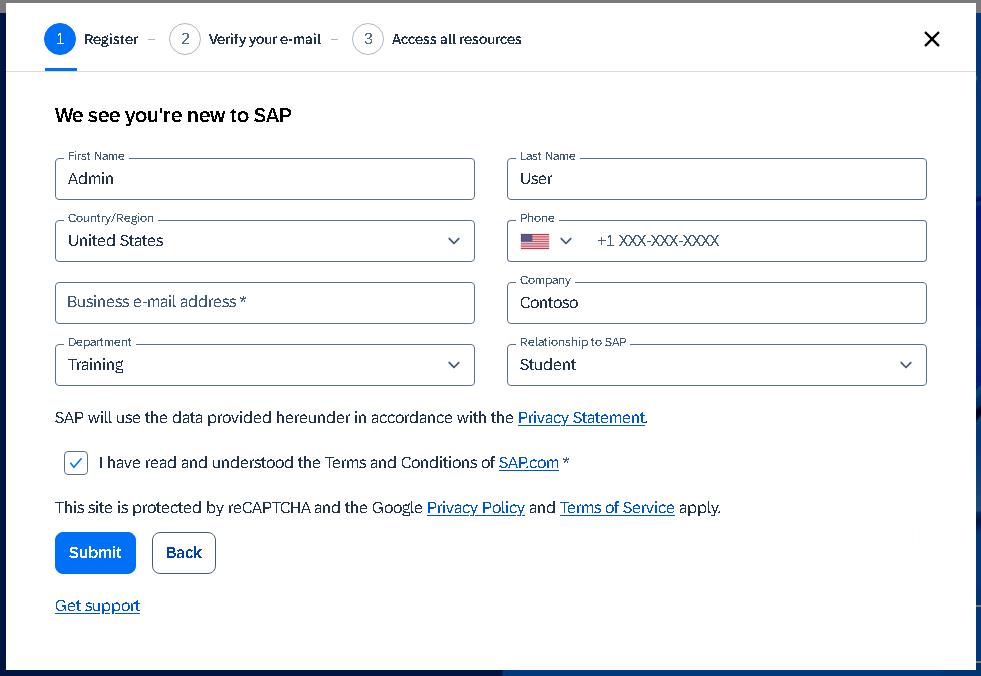 1 Register – 2 Verify your e-mail – 3 Access all resources
We see you're new to SAP
First Name
Admin
Last Name
User
Country/Region
United States
Phone
+1 XXX-XXX-XXXX
Business e-mail address *
Company
Contoso
Department
Training
Relationship to SAP
Student
SAP will use the data provided hereunder in accordance with the Privacy Statement.
I have read and understood the Terms and Conditions of SAP.com *
This site is protected by reCAPTCHA and the Google Privacy Policy and Terms of Service apply.
Submit
Back
Get support